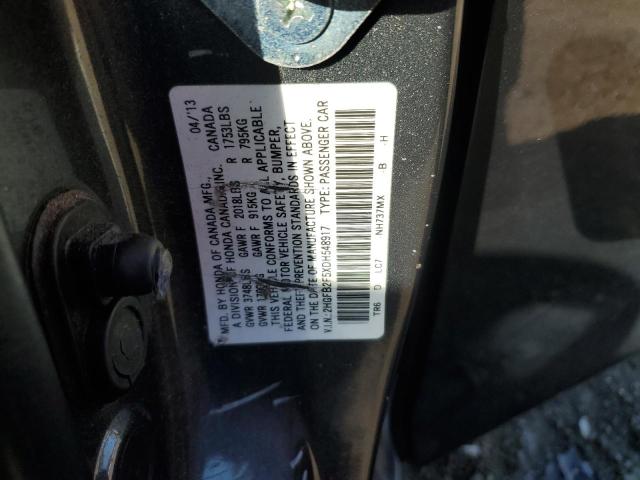 MFD. BY HONDA OF CANADA MFG., 04/'13
A DIVISION OF HONDA CANADA INC. CANADA
GVWR 3748LBS GAWR F 2018LBS R 1753LBS
GVWR KG GAWR F 915KG R 795KG
THIS VEHICLE CONFORMS TO ALL APPLICABLE
FEDERAL MOTOR VEHICLE SAFETY, BUMPER,
AND THEFT PREVENTION STANDARDS IN EFFECT
ON THE DATE OF MANUFACTURE SHOWN ABOVE.
V.I.N.:2HGFB2F5XDH548917 TYPE: PASSENGER CAR
TR6 D LC7 NH737MX B H